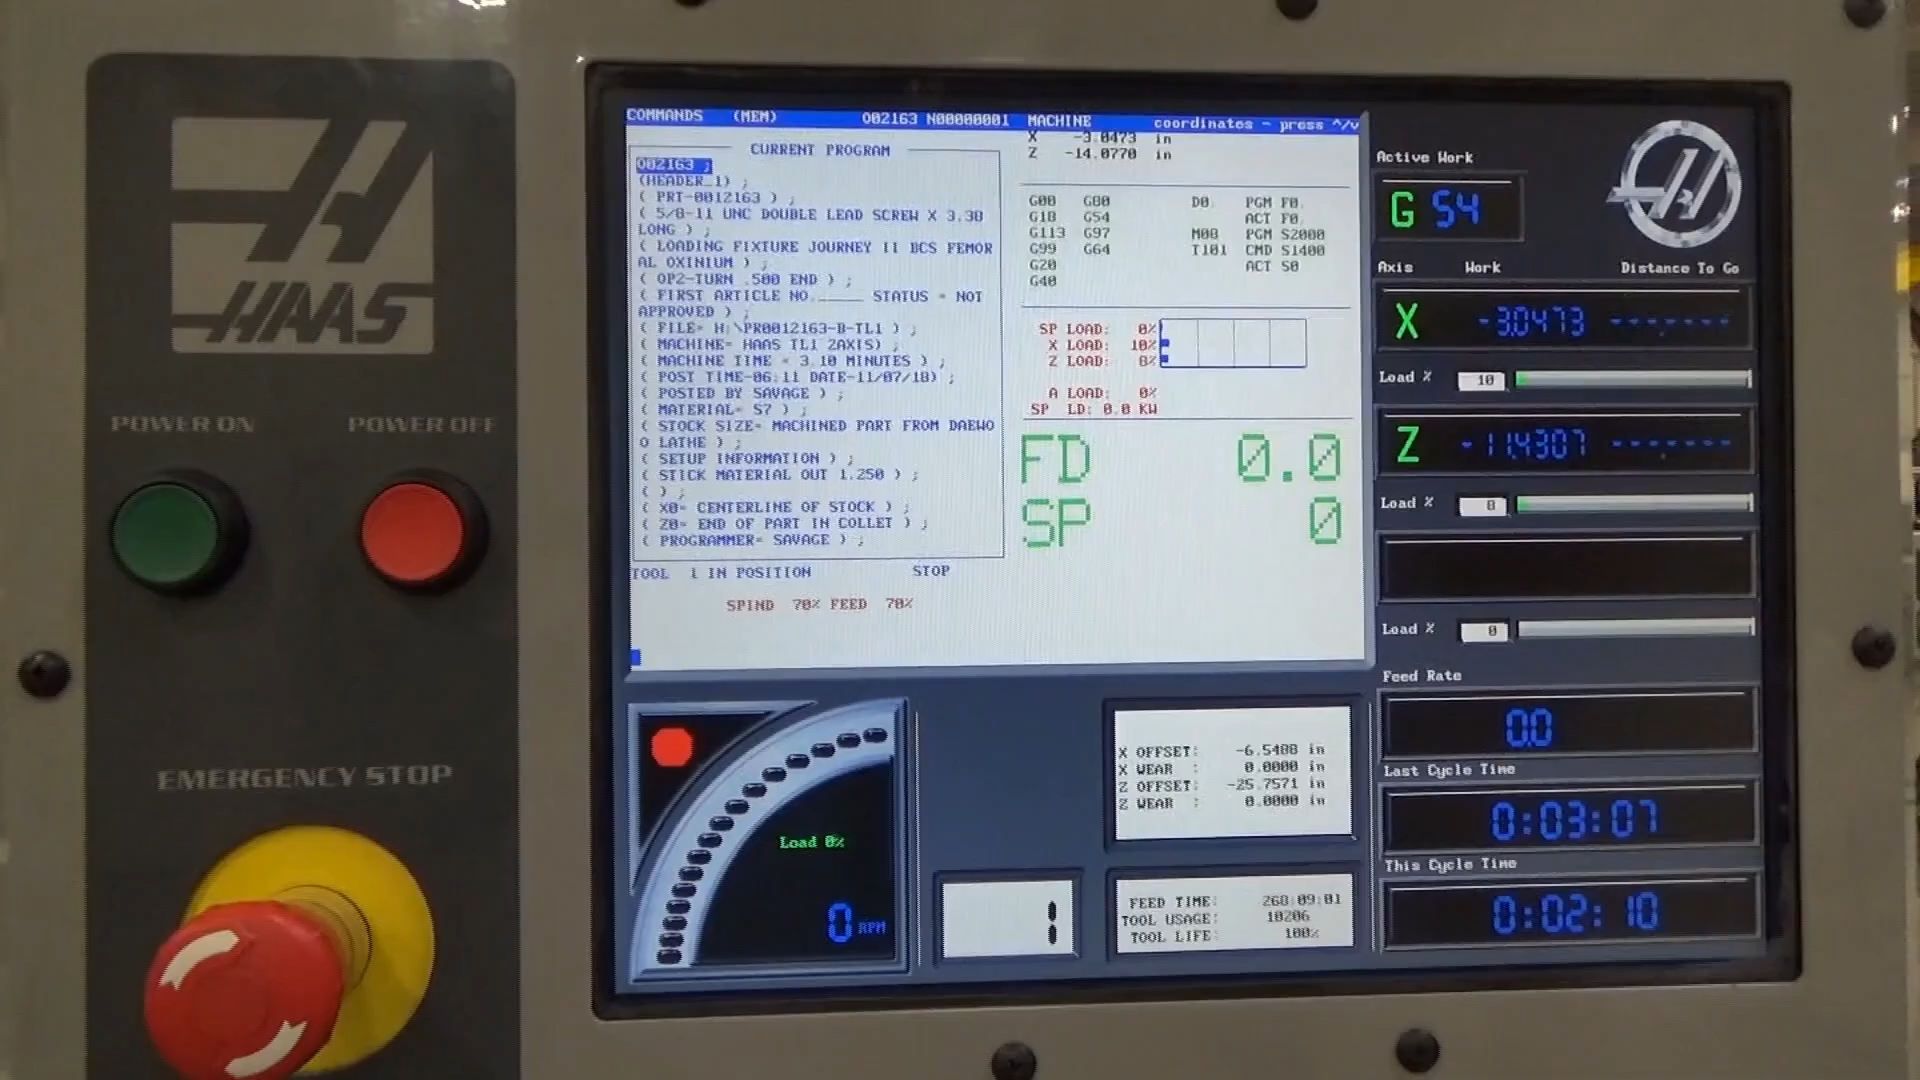 HAAS
POWER ON
POWER OFF
EMERGENCY STOP
COMMANDS (MEM) O02163 N00000001
CURRENT PROGRAM
O02163 ;
(HEADER_1) ;
( PRT-0012163 ) ;
( 5/8-11 UNC DOUBLE LEAD SCREW X 3.38
LONG ) ;
( LOADING FIXTURE JOURNEY II BCS FEMOR
AL OXINIUM ) ;
( OP2-TURN .500 END ) ;
( FIRST ARTICLE NO._____ STATUS = NOT
APPROVED ) ;
( FILE= H:\PR0012163-B-TL1 ) ;
( MACHINE= HAAS TL1 2AXIS) ;
( MACHINE TIME = 3.10 MINUTES ) ;
( POST TIME-06:11 DATE-11/07/18) ;
( POSTED BY SAVAGE ) ;
( MATERIAL= S7 ) ;
( STOCK SIZE= MACHINED PART FROM DAEWO
O LATHE ) ;
( SETUP INFORMATION ) ;
( STICK MATERIAL OUT 1.250 ) ;
( ) ;
( X0= CENTERLINE OF STOCK ) ;
( Z0= END OF PART IN COLLET ) ;
( PROGRAMMER= SAVAGE ) ;
TOOL 1 IN POSITION STOP
SPIND 70% FEED 70%
MACHINE coordinates - press ^/v
X -3.0473 in
Z -14.0770 in
G00 G80 D0. PGM F0.
G18 G54 ACT F0.
G113 G97 M08 PGM S2000
G99 G64 T101 CMD S1400
G20 ACT S0
G40
SP LOAD: 0%
X LOAD: 10%
Z LOAD: 8%
A LOAD: 0%
SP LD: 0.0 KW
FD 0.0
SP 0
Active Work
G 54
Axis Work Distance To Go
X -3.0473 --.----
Load % 10
Z -11.4307 --.----
Load % 8
Load % 0
Feed Rate
0.0
Last Cycle Time
0:03:07
This Cycle Time
0:02:10
Load 0%
0 RPM
1
X OFFSET: -6.5488 in
X WEAR : 0.0000 in
Z OFFSET: -25.7571 in
Z WEAR : 0.0000 in
FEED TIME: 268:09:01
TOOL USAGE: 10206
TOOL LIFE: 100%